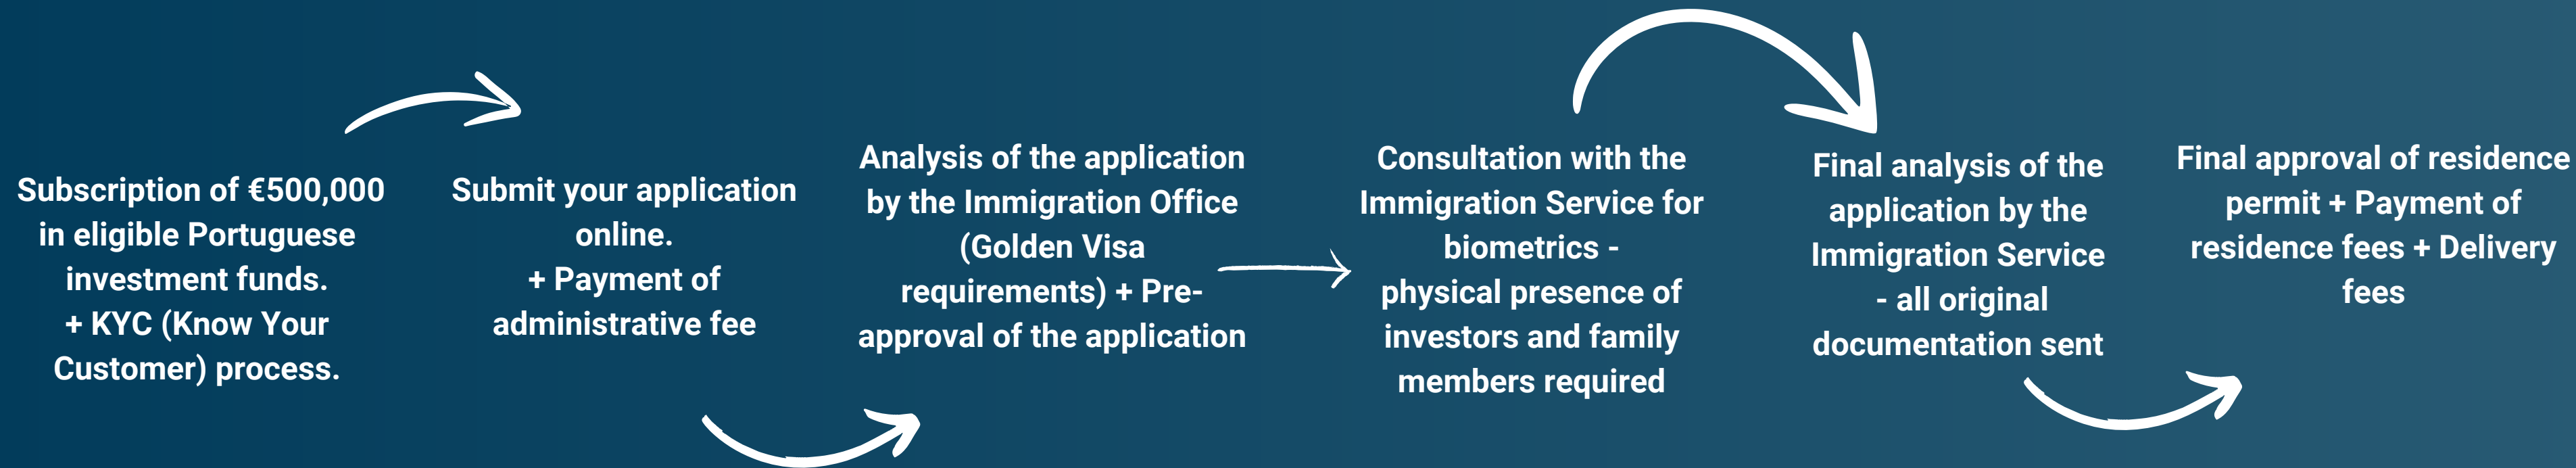 Subscription of €500,000
in eligible Portuguese
investment funds.
+ KYC (Know Your
Customer) process.
Submit your application
online.
+ Payment of
administrative fee
Analysis of the application
by the Immigration Office
(Golden Visa
requirements) + Pre-
approval of the application
Consultation with the
Immigration Service for
biometrics -
physical presence of
investors and family
members required
Final analysis of the
application by the
Immigration Service
- all original
documentation sent
Final approval of residence
permit + Payment of
residence fees + Delivery
fees